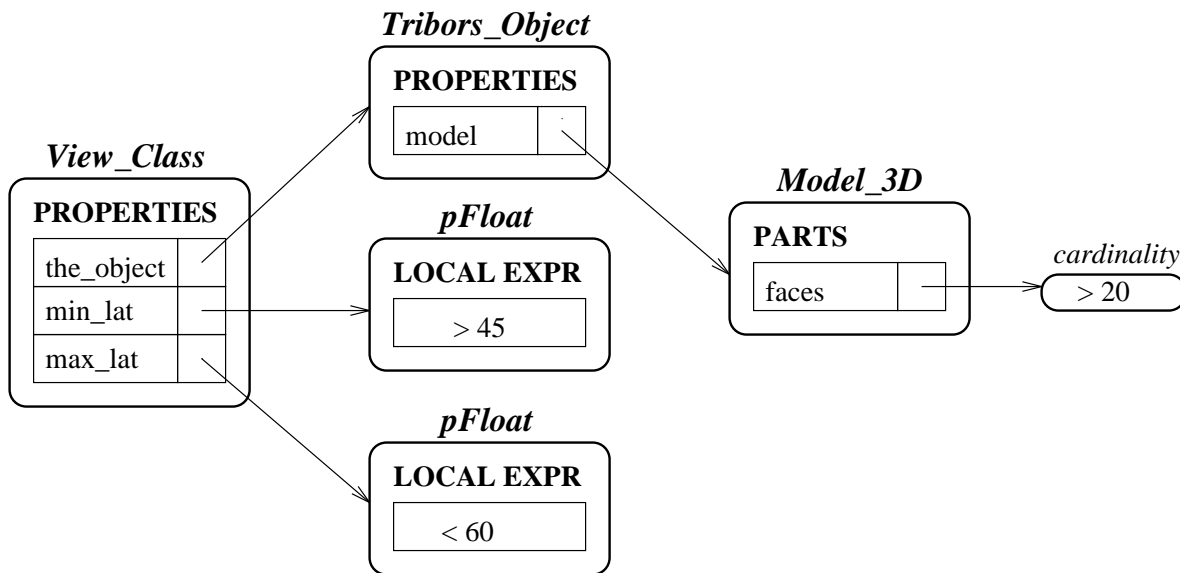 Tribors_Object
PROPERTIES
model
View_Class
PROPERTIES
the_object
min_lat
max_lat
pFloat
LOCAL EXPR
> 45
pFloat
LOCAL EXPR
< 60
Model_3D
PARTS
faces
cardinality
> 20